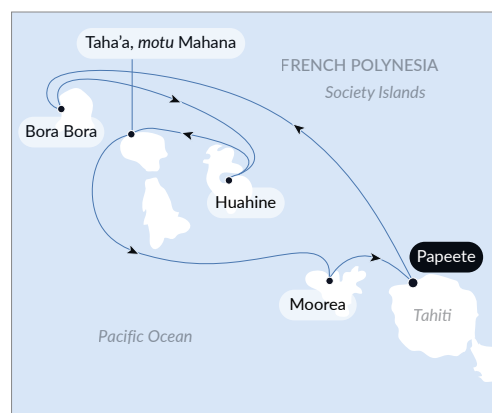 Taha’a, motu Mahana
FRENCH POLYNESIA
Society Islands
Bora Bora
Huahine
Papeete
Moorea
Tahiti
Pacific Ocean